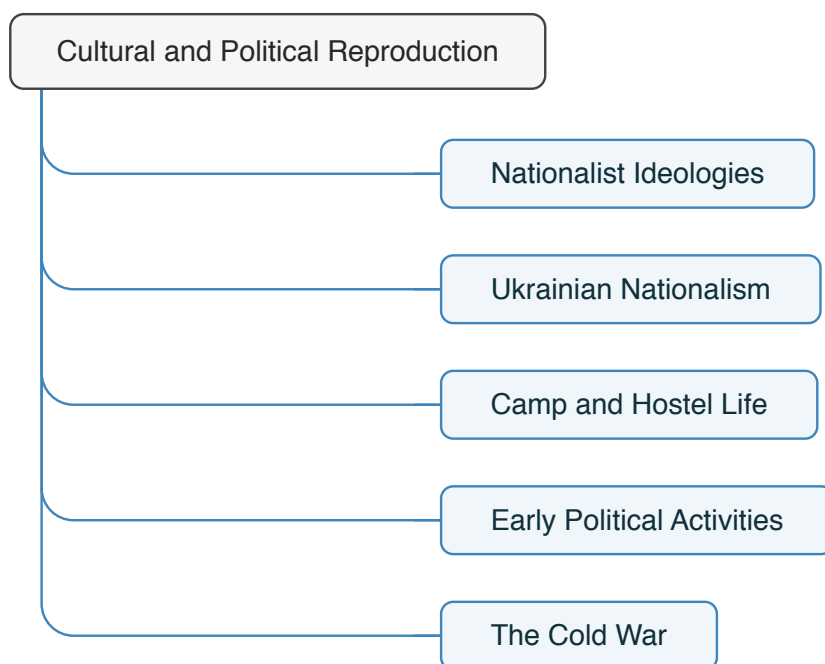 Cultural and Political Reproduction
Nationalist Ideologies
Ukrainian Nationalism
Camp and Hostel Life
Early Political Activities
The Cold War